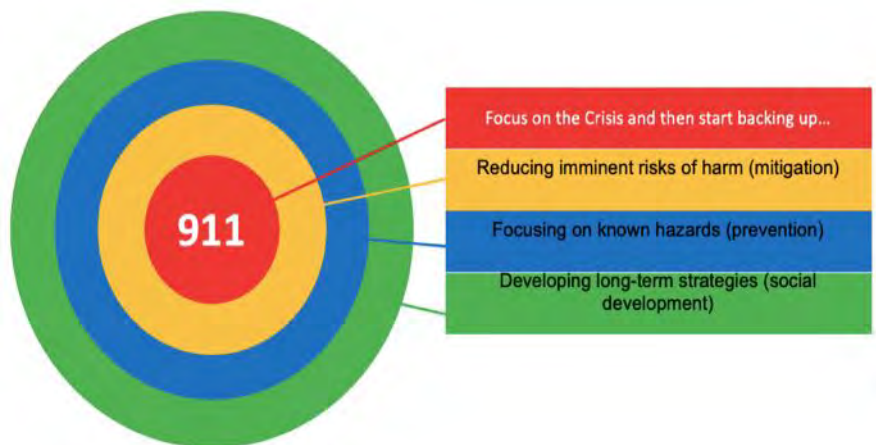 911
Focus on the Crisis and then start backing up...
Reducing imminent risks of harm (mitigation)
Focusing on known hazards (prevention)
Developing long-term strategies (social
development)